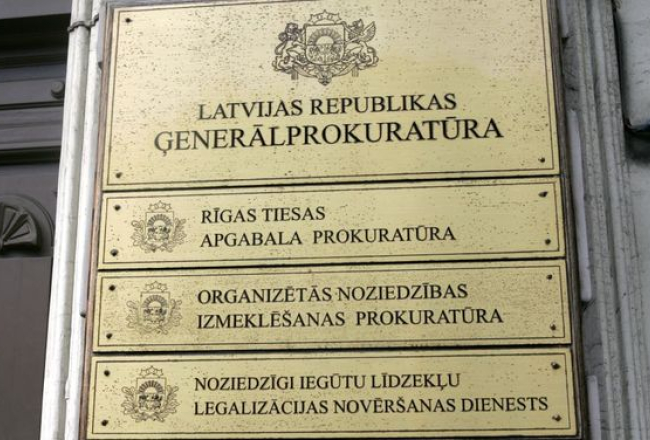 LATVIJAS REPUBLIKAS
ĢENERĀLPROKURATŪRA
RĪGAS TIESAS
APGABALA PROKURATŪRA
ORGANIZĒTĀS NOZIEDZĪBAS
IZMEKLĒŠANAS PROKURATŪRA
NOZIEDZĪGI IEGŪTU LĪDZEKĻU
LEGALIZĀCIJAS NOVĒRŠANAS DIENESTS